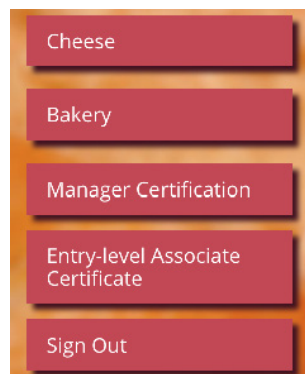 Cheese
Bakery
Manager Certification
Entry-level Associate
Certificate
Sign Out